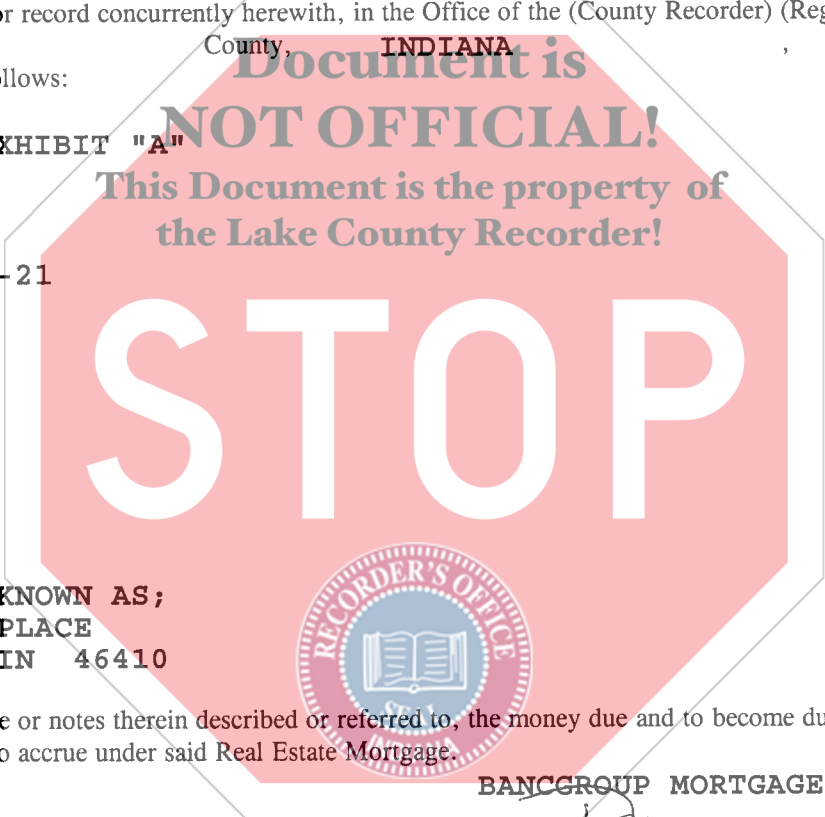 r record concurrently herewith, in the Office of the (County Recorder) (Reg
County, INDIANA ,
llows:
Document is
NOT OFFICIAL!
XHIBIT "A"
This Document is the property of
the Lake County Recorder!
-21
STOP
RECORDER'S OFFICE
SEAL
KNOWN AS;
PLACE
IN 46410
e or notes therein described or referred to, the money due and to become du
o accrue under said Real Estate Mortgage.
BANCGROUP MORTGAGE